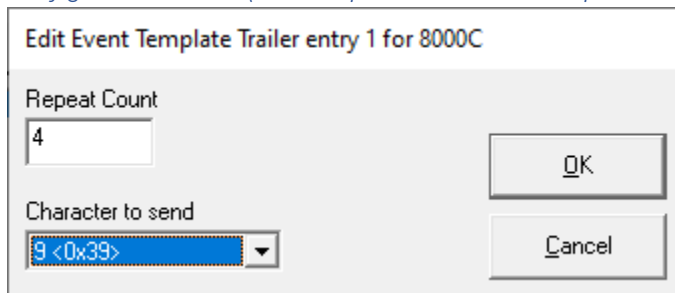 Edit Event Template Trailer entry 1 for 8000C
Repeat Count
4
OK
Character to send
9 <0x39>
Cancel